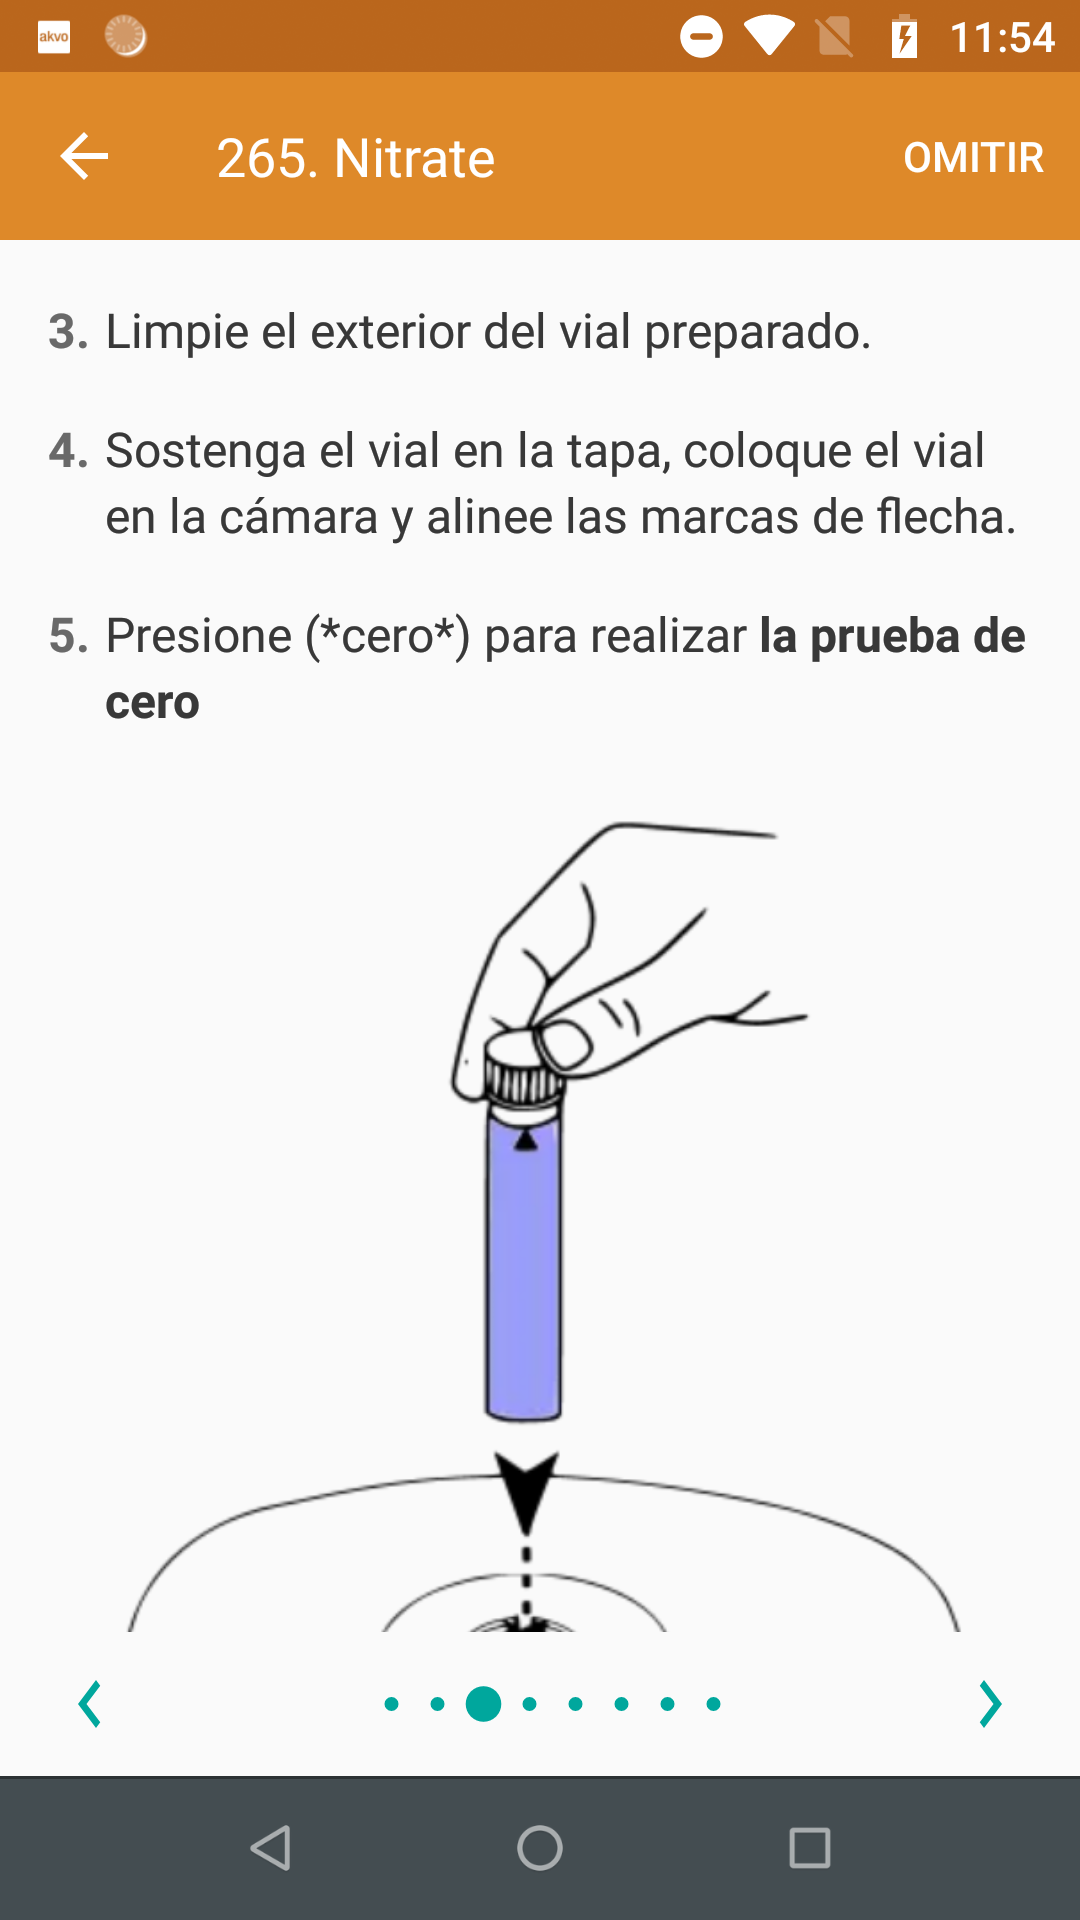 akvo
11:54
265. Nitrate
OMITIR
3. Limpie el exterior del vial preparado.
4. Sostenga el vial en la tapa, coloque el vial
en la cámara y alinee las marcas de flecha.
5. Presione (*cero*) para realizar la prueba de
cero